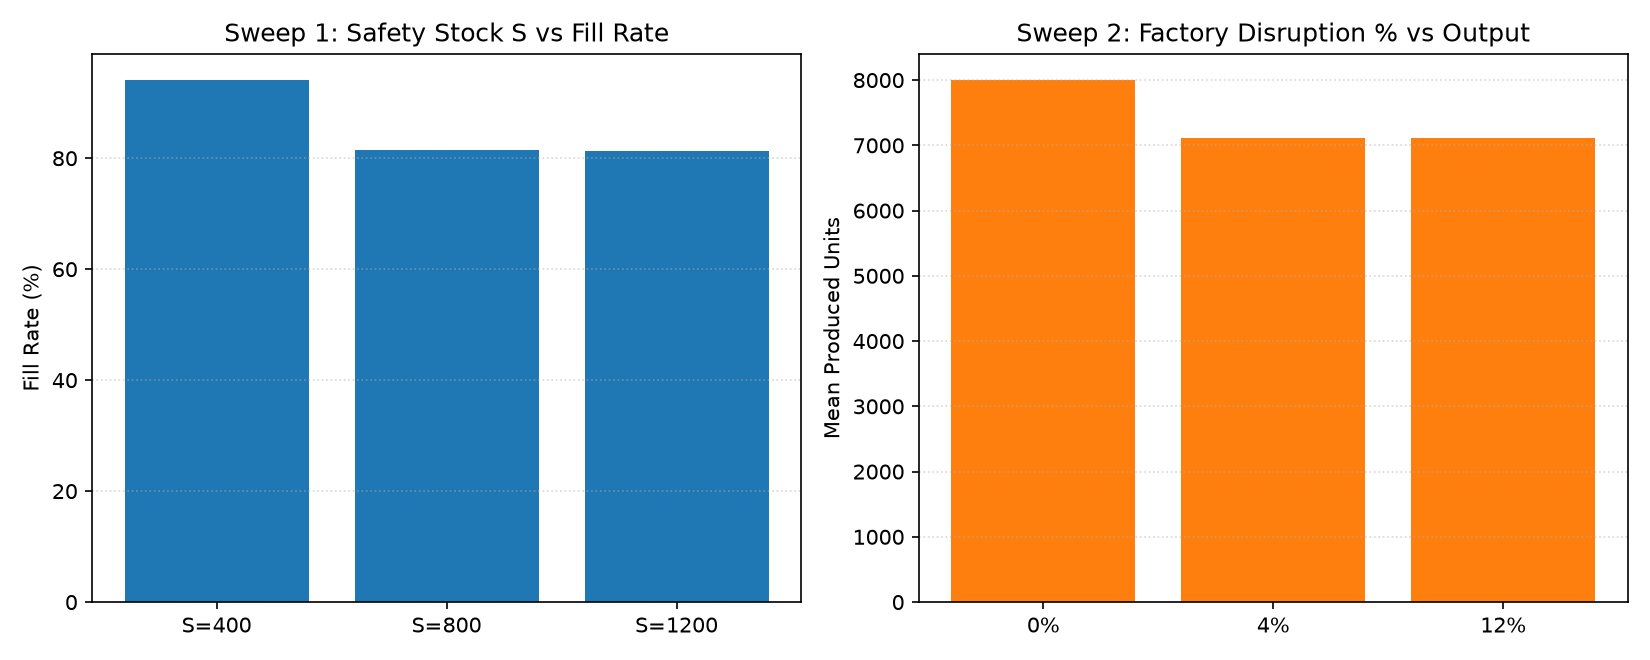 Sweep 1: Safety Stock S vs Fill Rate
Fill Rate (%)
80
60
40
20
0
S=400
S=800
S=1200
Sweep 2: Factory Disruption % vs Output
Mean Produced Units
8000
7000
6000
5000
4000
3000
2000
1000
0
0%
4%
12%